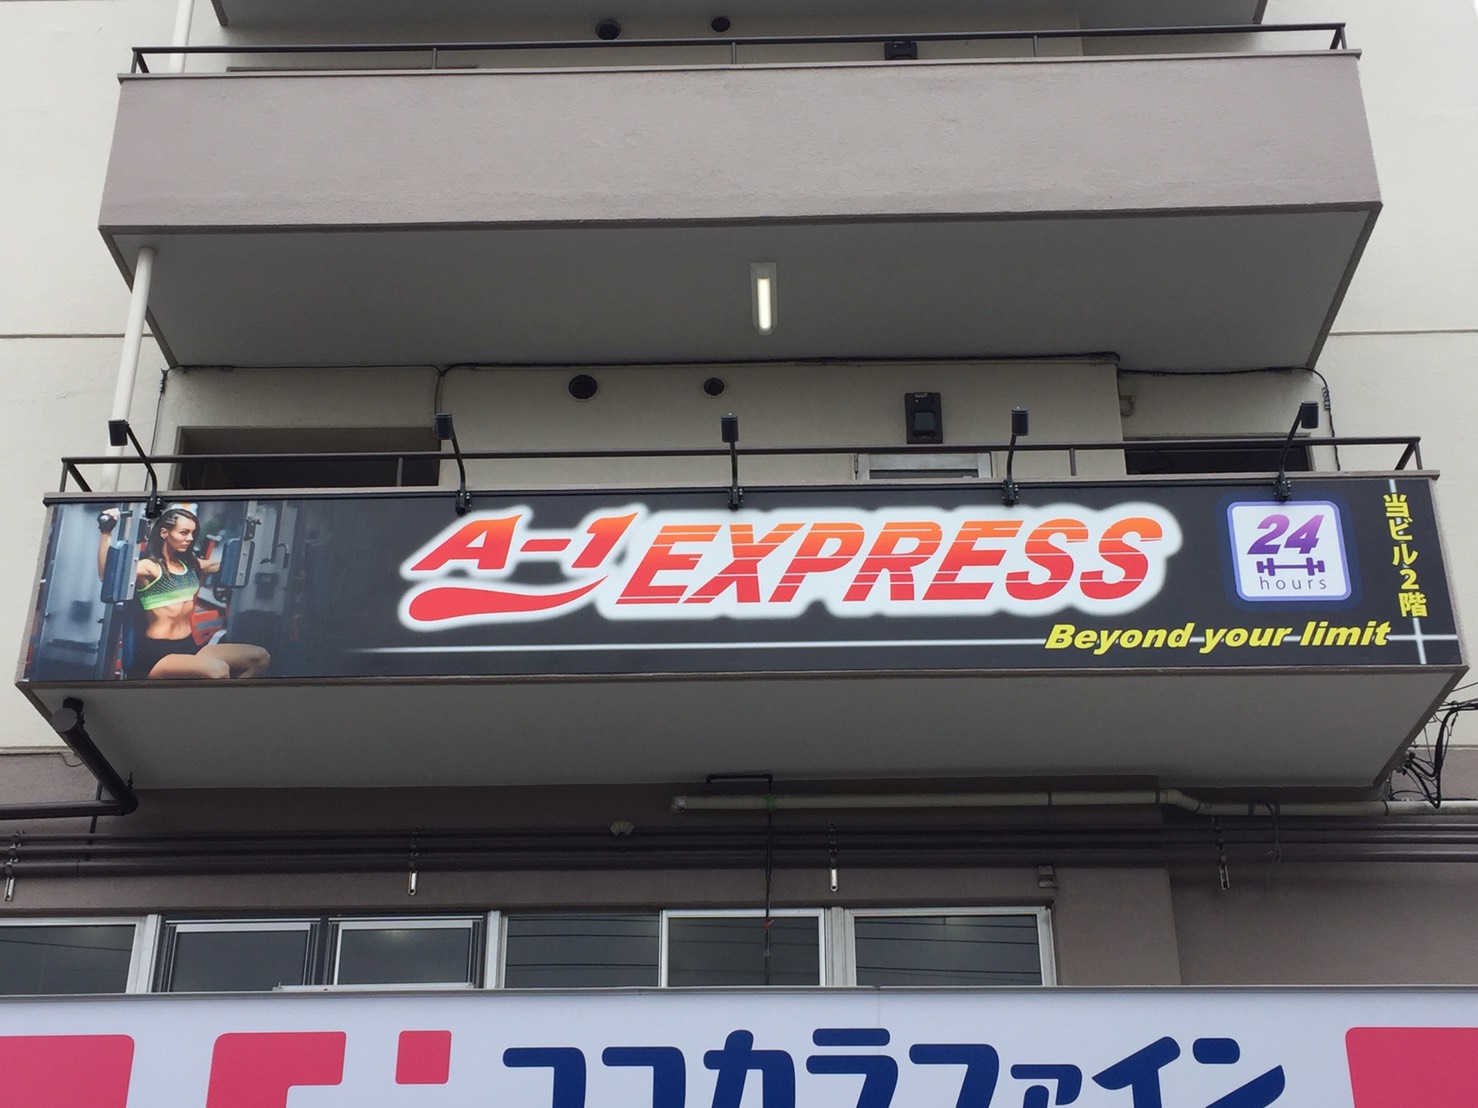 A-1 EXPRESS
24
hours
当ビル2階
Beyond your limit
ココカラファイン